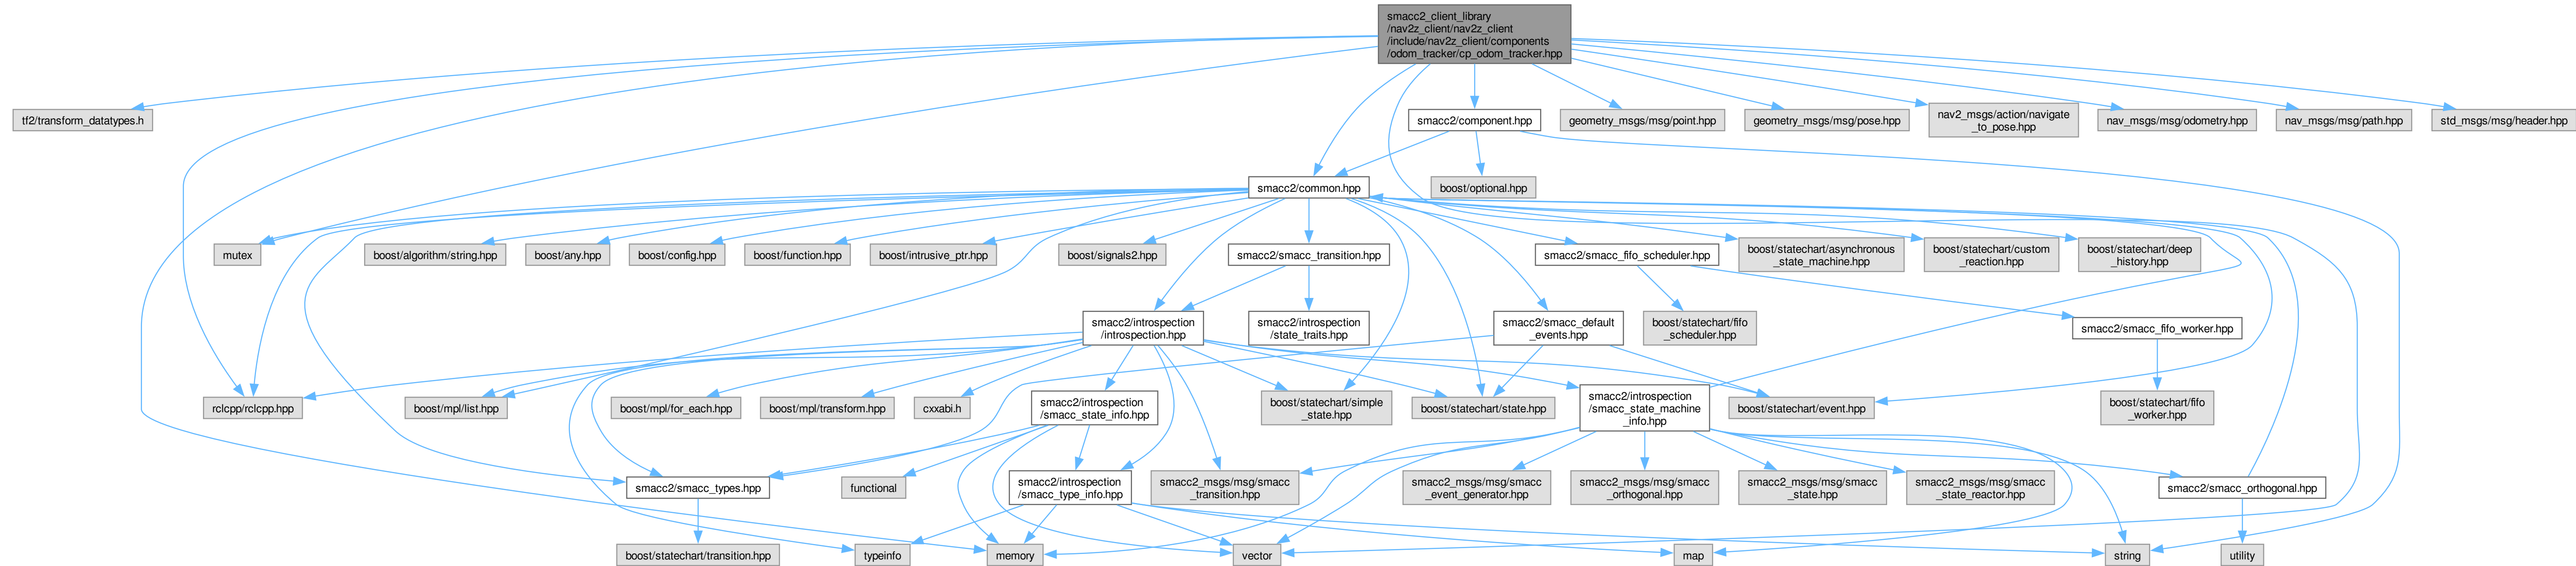 smacc2_client_library
/nav2z_client/nav2z_client
/include/nav2z_client/components
/odom_tracker/cp_odom_tracker.hpp
tf2/transform_datatypes.h
smacc2/component.hpp
geometry_msgs/msg/point.hpp
geometry_msgs/msg/pose.hpp
nav2_msgs/action/navigate
_to_pose.hpp
nav_msgs/msg/odometry.hpp
nav_msgs/msg/path.hpp
std_msgs/msg/header.hpp
smacc2/common.hpp
boost/optional.hpp
mutex
boost/algorithm/string.hpp
boost/any.hpp
boost/config.hpp
boost/function.hpp
boost/intrusive_ptr.hpp
boost/signals2.hpp
smacc2/smacc_transition.hpp
smacc2/smacc_fifo_scheduler.hpp
boost/statechart/asynchronous
_state_machine.hpp
boost/statechart/custom
_reaction.hpp
boost/statechart/deep
_history.hpp
smacc2/introspection
/introspection.hpp
smacc2/introspection
/state_traits.hpp
smacc2/smacc_default
_events.hpp
boost/statechart/fifo
_scheduler.hpp
smacc2/smacc_fifo_worker.hpp
rclcpp/rclcpp.hpp
boost/mpl/list.hpp
boost/mpl/for_each.hpp
boost/mpl/transform.hpp
cxxabi.h
smacc2/introspection
/smacc_state_info.hpp
boost/statechart/simple
_state.hpp
boost/statechart/state.hpp
smacc2/introspection
/smacc_state_machine
_info.hpp
boost/statechart/event.hpp
boost/statechart/fifo
_worker.hpp
smacc2/smacc_types.hpp
functional
smacc2/introspection
/smacc_type_info.hpp
smacc2_msgs/msg/smacc
_transition.hpp
smacc2_msgs/msg/smacc
_event_generator.hpp
smacc2_msgs/msg/smacc
_orthogonal.hpp
smacc2_msgs/msg/smacc
_state.hpp
smacc2_msgs/msg/smacc
_state_reactor.hpp
smacc2/smacc_orthogonal.hpp
boost/statechart/transition.hpp
typeinfo
memory
vector
map
string
utility